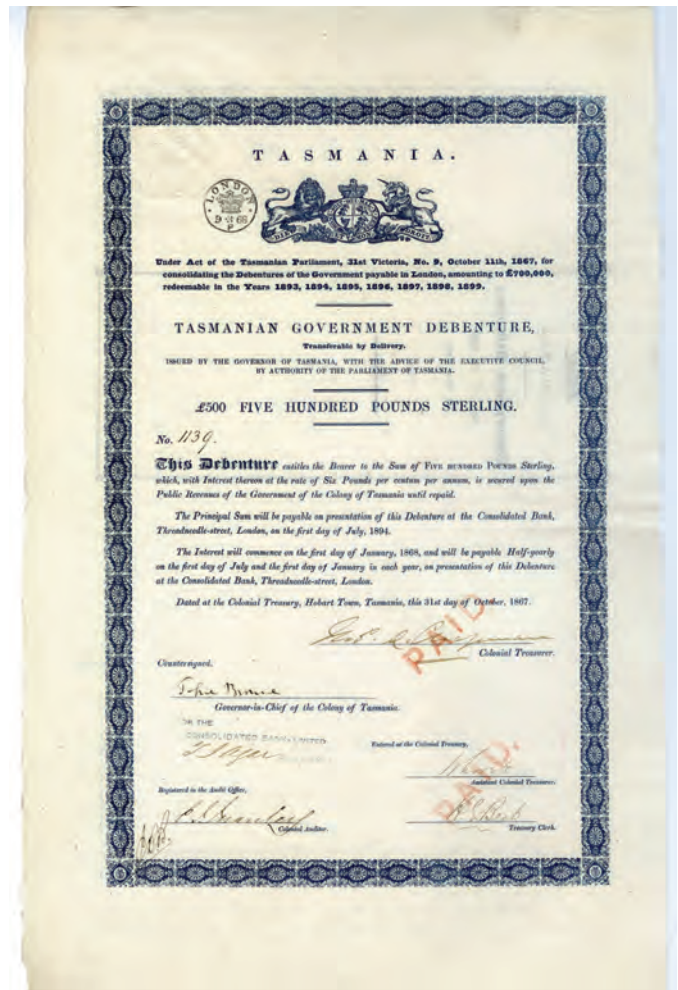 TASMANIA.
LONDON
Under Act of the Tasmanian Parliament, 31st Victoria, No. 9, October 11th, 1867, for
consolidating the Debentures of the Government payable in London, amounting to £700,000,
redeemable in the Years 1893, 1894, 1895, 1896, 1897, 1898, 1899.
TASMANIAN GOVERNMENT DEBENTURE,
Transferable by Delivery,
ISSUED BY THE GOVERNOR OF TASMANIA, WITH THE ADVICE OF THE EXECUTIVE COUNCIL,
BY AUTHORITY OF THE PARLIAMENT OF TASMANIA.
£500 FIVE HUNDRED POUNDS STERLING.
No. 1139.
This Debenture entitles the Bearer to the Sum of FIVE HUNDRED POUNDS Sterling,
which, with Interest thereon at the rate of Six Pounds per centum per annum, is secured upon the
Public Revenues of the Government of the Colony of Tasmania until repaid.
The Principal Sum will be payable on presentation of this Debenture at the Consolidated Bank,
Threadneedle-street, London, on the first day of July, 1894.
The Interest will commence on the first day of January, 1868, and will be payable Half-yearly
on the first day of July and the first day of January in each year, on presentation of this Debenture
at the Consolidated Bank, Threadneedle-street, London.
Dated at the Colonial Treasury, Hobart Town, Tasmania, this 31st day of October, 1867.
PAID.
Colonial Treasurer.
Countersigned,
Governor-in-Chief of the Colony of Tasmania.
OR THE
CONSOLIDATED BANK LIMITED
Entered at the Colonial Treasury,
PAID.
Assistant Colonial Treasurer.
Registered in the Audit Office,
Colonial Auditor.
Treasury Clerk.